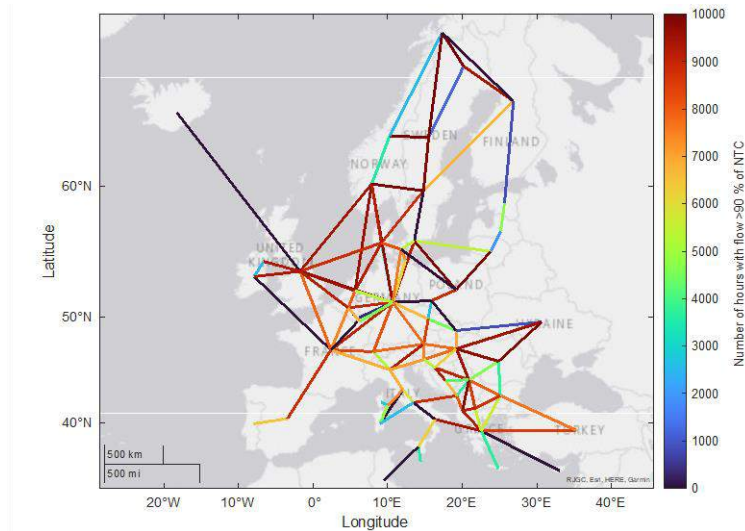 10000
9000
8000
7000
6000
5000
4000
3000
2000
1000
0
Number of hours with flow >90 % of NTC
60°N
50°N
40°N
Latitude
SWEDEN
FINLAND
NORWAY
UNITED
KINGDOM
POLAND
GERMANY
UKRAINE
FRANCE
ITALY
GREECE
TURKEY
500 km
500 mi
RJGC, Esri, HERE, Garmin
20°W
10°W
0°
10°E
20°E
30°E
40°E
Longitude